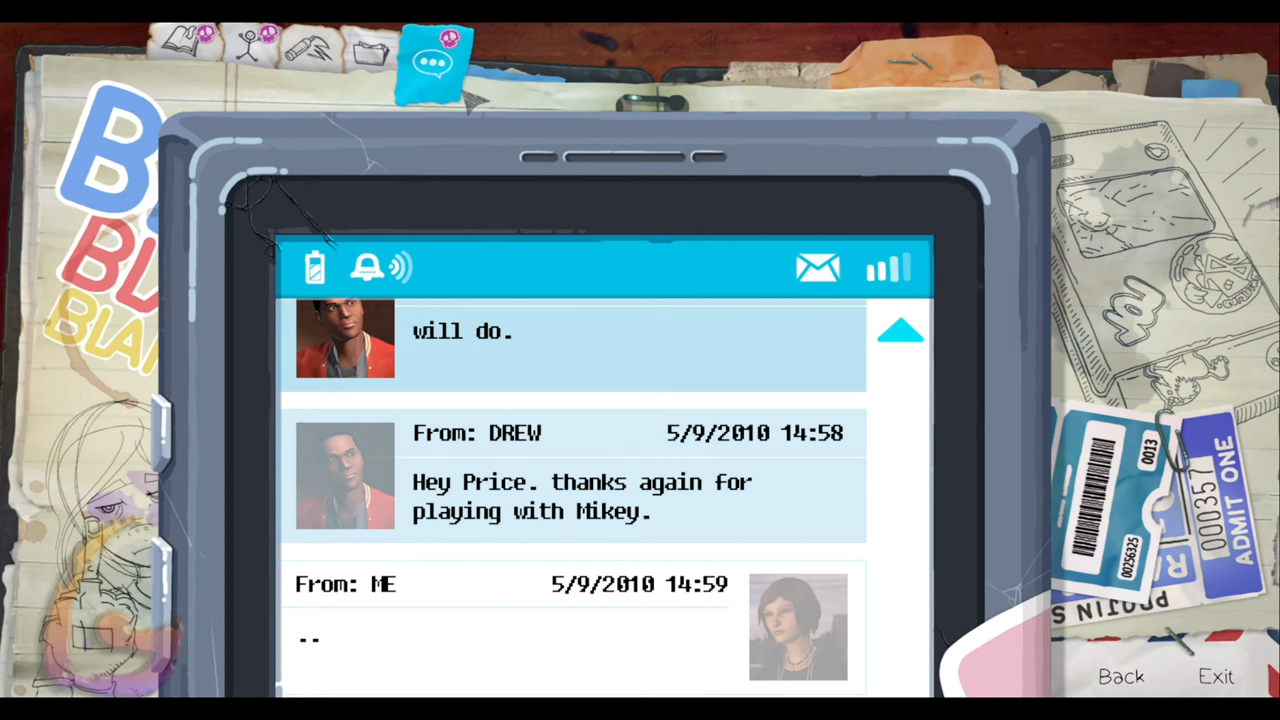 will do.
From: DREW 5/9/2010 14:58
Hey Price. thanks again for
playing with Mikey.
From: ME 5/9/2010 14:59
--
0013
00256325
000357
ADMIT ONE
Back Exit